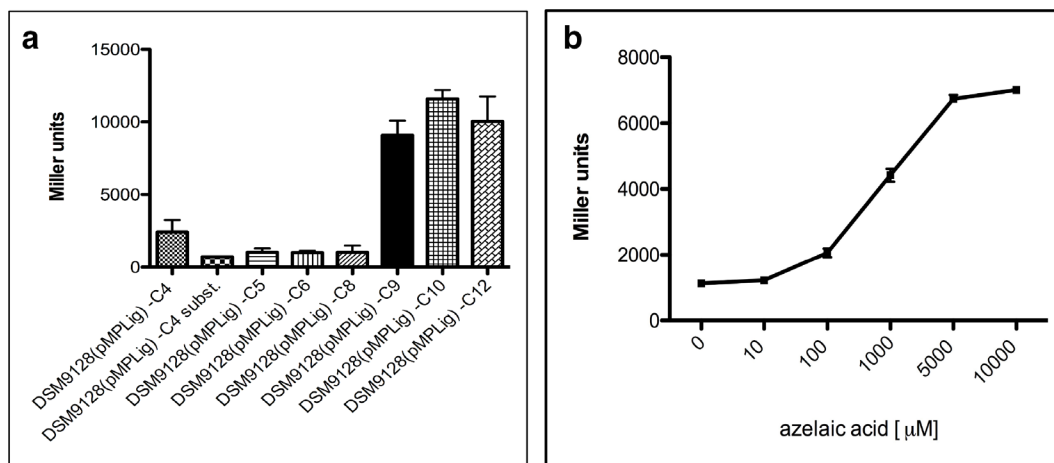 a
15000
10000
5000
0
Miller units
DSM9128(pMPLig) -C4
DSM9128(pMPLig) -C4 subst.
DSM9128(pMPLig) -C5
DSM9128(pMPLig) -C6
DSM9128(pMPLig) -C8
DSM9128(pMPLig) -C9
DSM9128(pMPLig) -C10
DSM9128(pMPLig) -C12
b
8000
6000
4000
2000
0
Miller units
0
10
100
1000
5000
10000
azelaic acid [ μM]